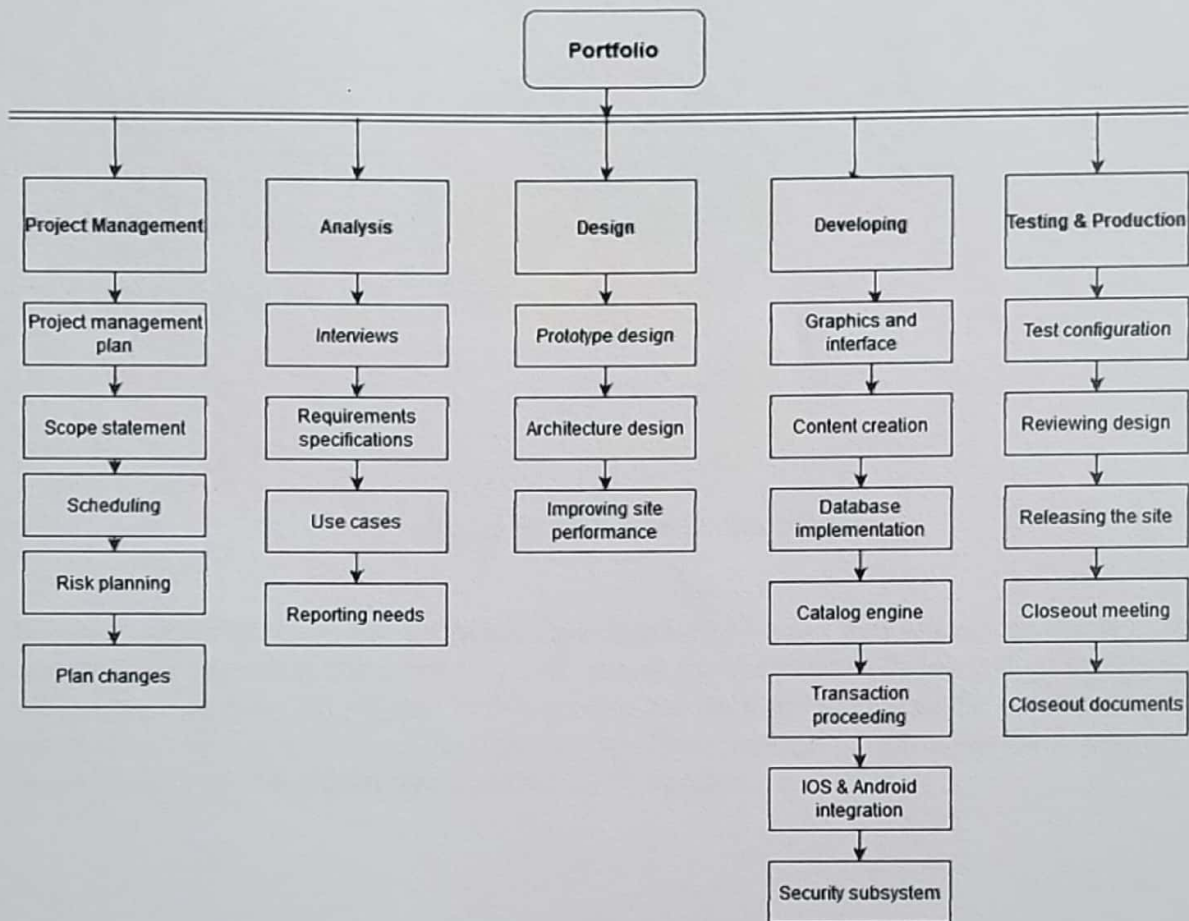 Portfolio
Project Management
Project management
plan
Scope statement
Scheduling
Risk planning
Plan changes
Analysis
Interviews
Requirements
specifications
Use cases
Reporting needs
Design
Prototype design
Architecture design
Improving site
performance
Developing
Graphics and
interface
Content creation
Database
implementation
Catalog engine
Transaction
proceeding
IOS & Android
integration
Security subsystem
Testing & Production
Test configuration
Reviewing design
Releasing the site
Closeout meeting
Closeout documents